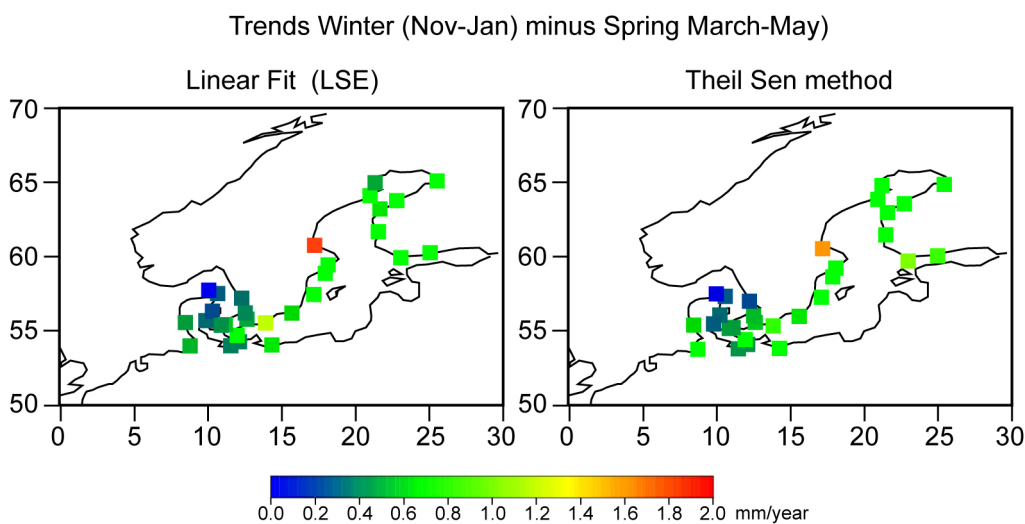 Trends Winter (Nov-Jan) minus Spring March-May)
Linear Fit (LSE)
Theil Sen method
70
65
60
55
50
0 5 10 15 20 25 30
70
65
60
55
50
0 5 10 15 20 25 30
0.0 0.2 0.4 0.6 0.8 1.0 1.2 1.4 1.6 1.8 2.0 mm/year